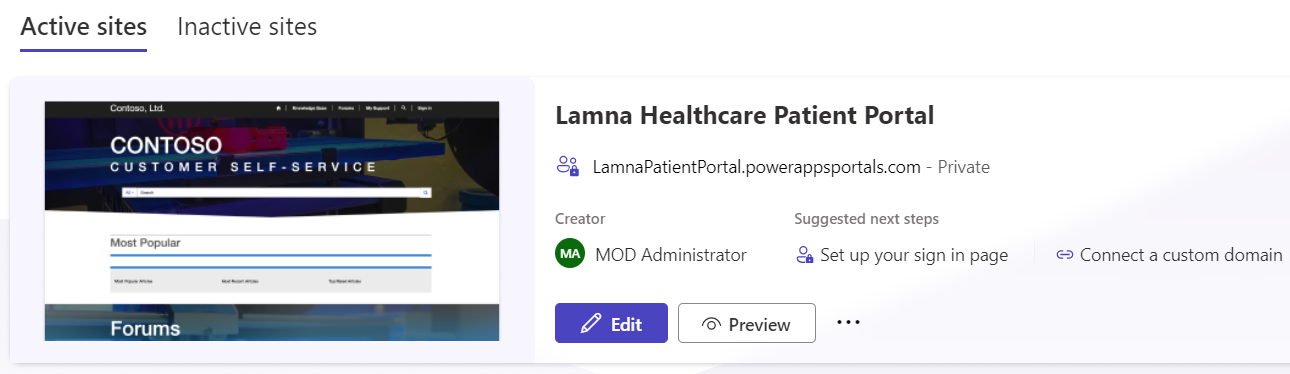 Active sites
Inactive sites
Contoso, Ltd.
Knowledge Base
Forums
My Support
Sign in
CONTOSO
CUSTOMER SELF-SERVICE
All
Search
Most Popular
Most Popular Articles
Most Recent Articles
Top Rated Articles
Forums
Lamna Healthcare Patient Portal
LamnaPatientPortal.powerappsportals.com - Private
Creator
Suggested next steps
MA
MOD Administrator
Set up your sign in page
Connect a custom domain
Edit
Preview